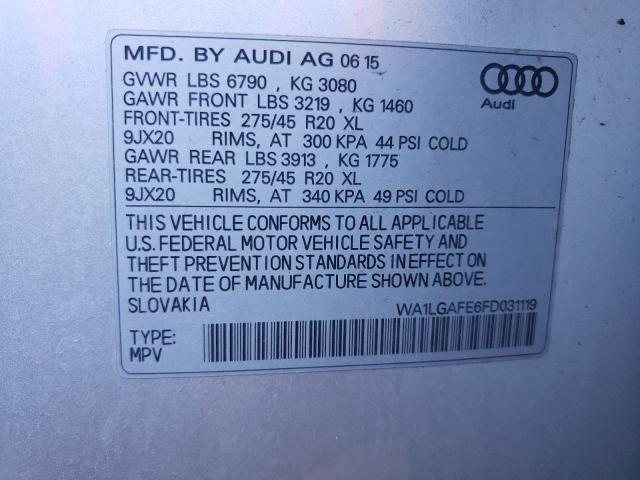 MFD. BY AUDI AG 06 15
GVWR LBS 6790 , KG 3080
GAWR FRONT LBS 3219 , KG 1460
FRONT-TIRES 275/45 R20 XL
9JX20 RIMS, AT 300 KPA 44 PSI COLD
GAWR REAR LBS 3913 , KG 1775
REAR-TIRES 275/45 R20 XL
9JX20 RIMS, AT 340 KPA 49 PSI COLD
Audi
THIS VEHICLE CONFORMS TO ALL APPLICABLE
U.S. FEDERAL MOTOR VEHICLE SAFETY AND
THEFT PREVENTION STANDARDS IN EFFECT ON
THE DATE OF MANUFACTURE SHOWN ABOVE.
SLOVAKIA WA1LGAFE6FD031119
TYPE:
MPV